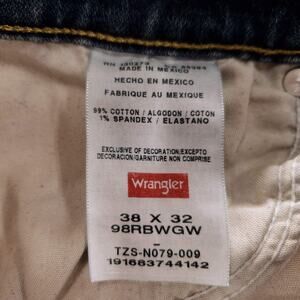 MADE IN MEXICO
HECHO EN MEXICO
FABRIQUE AU MEXIQUE
99% COTTON / ALGODON / COTON
1% SPANDEX / ELASTANO
EXCLUSIVE OF DECORATION/EXCEPTO
DECORACION/GARNITURE NON COMPRISE
Wrangler
38 X 32
98RBWGW
–
TZS-N079-009
191683744142